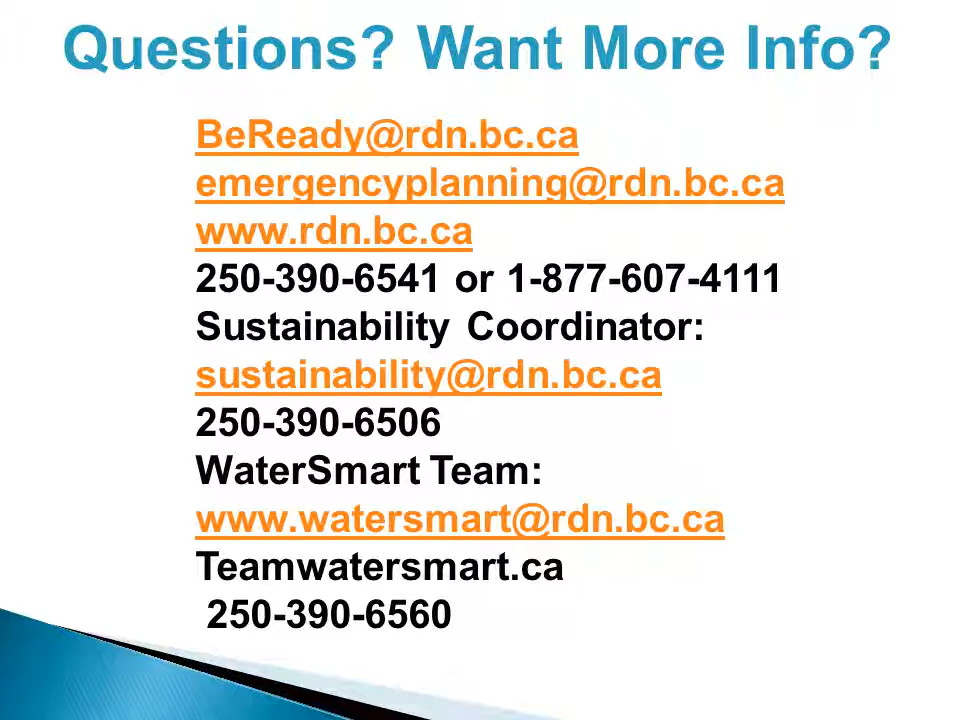 Questions? Want More Info?
BeReady@rdn.bc.ca
emergencyplanning@rdn.bc.ca
www.rdn.bc.ca
250-390-6541 or 1-877-607-4111
Sustainability Coordinator:
sustainability@rdn.bc.ca
250-390-6506
WaterSmart Team:
www.watersmart@rdn.bc.ca
Teamwatersmart.ca
250-390-6560